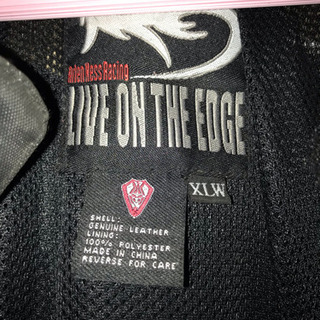 Ness Racing
LIVE ON THE EDGE
XLW
SHELL:
GENUINE LEATHER
LINING:
100% POLYESTER
MADE IN CHINA
REVERSE FOR CARE